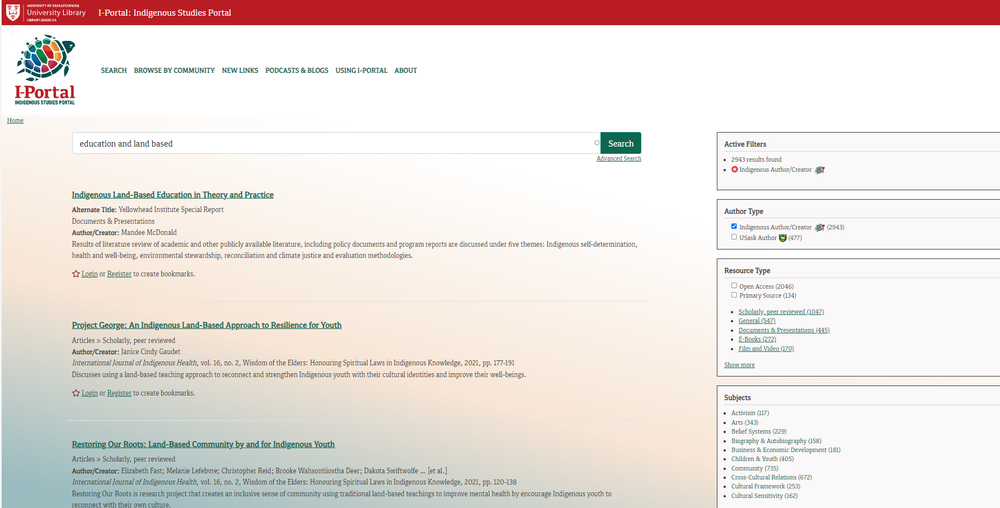 UNIVERSITY OF SASKATCHEWAN
University Library
LIBRARY.USASK.CA
I-Portal: Indigenous Studies Portal
I-Portal
INDIGENOUS STUDIES PORTAL
SEARCH BROWSE BY COMMUNITY NEW LINKS PODCASTS & BLOGS USING I-PORTAL ABOUT
Home
education and land based
Search
Advanced Search
Indigenous Land-Based Education in Theory and Practice
Alternate Title: Yellowhead Institute Special Report
Documents & Presentations
Author/Creator: Mandee McDonald
Results of literature review of academic and other publicly available literature, including policy documents and program reports are discussed under five themes: Indigenous self-determination,
health and well-being, environmental stewardship, reconciliation and climate justice and evaluation methodologies.
Login or Register to create bookmarks.
Project George: An Indigenous Land-Based Approach to Resilience for Youth
Articles » Scholarly, peer reviewed
Author/Creator: Janice Cindy Gaudet
International Journal of Indigenous Health, vol. 16, no. 2, Wisdom of the Elders: Honouring Spiritual Laws in Indigenous Knowledge, 2021, pp. 177-191
Discusses using a land-based teaching approach to reconnect and strengthen Indigenous youth with their cultural identities and improve their well-beings.
Login or Register to create bookmarks.
Restoring Our Roots: Land-Based Community by and for Indigenous Youth
Articles » Scholarly, peer reviewed
Author/Creator: Elizabeth Fast; Melanie Lefebvre; Christopher Reid; Brooke Wahsontiiostha Deer; Dakota Swiftwolfe ... [et al.]
International Journal of Indigenous Health, vol. 16, no. 2, Wisdom of the Elders: Honouring Spiritual Laws in Indigenous Knowledge, 2021, pp. 120-138
Restoring Our Roots is research project that creates an inclusive sense of community using traditional land-based teachings to improve mental health by encourage Indigenous youth to
reconnect with their own culture.
Active Filters
2943 results found
Indigenous Author/Creator
Author Type
Indigenous Author/Creator (2943)
USask Author (477)
Resource Type
Open Access (2046)
Primary Source (134)
Scholarly, peer reviewed (1047)
General (547)
Documents & Presentations (445)
E-Books (272)
Film and Video (170)
Show more
Subjects
Activism (117)
Arts (343)
Belief Systems (229)
Biography & Autobiography (158)
Business & Economic Development (181)
Children & Youth (405)
Community (735)
Cross-Cultural Relations (672)
Cultural Framework (253)
Cultural Sensitivity (162)